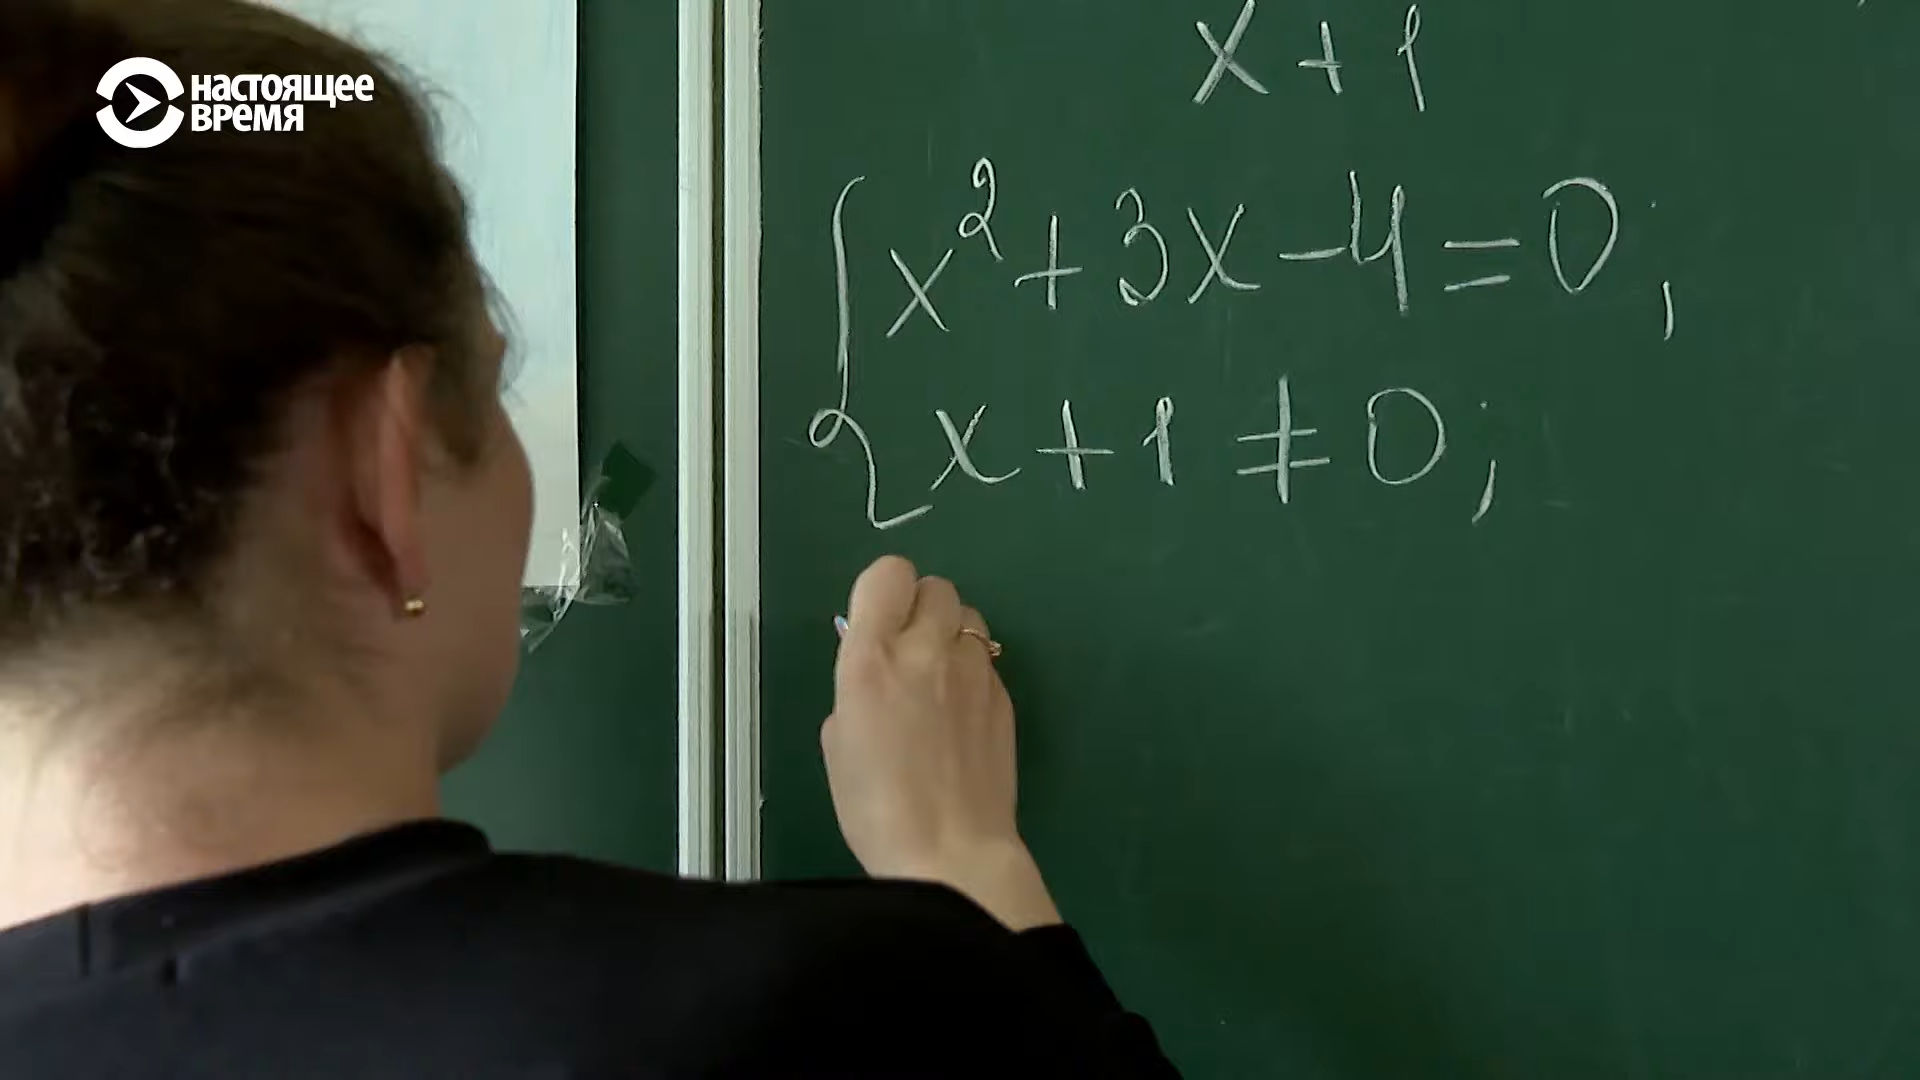 НАСТОЯЩЕЕ
ВРЕМЯ
x + 1
x² + 3x - 4 = 0;
x + 1 ≠ 0;